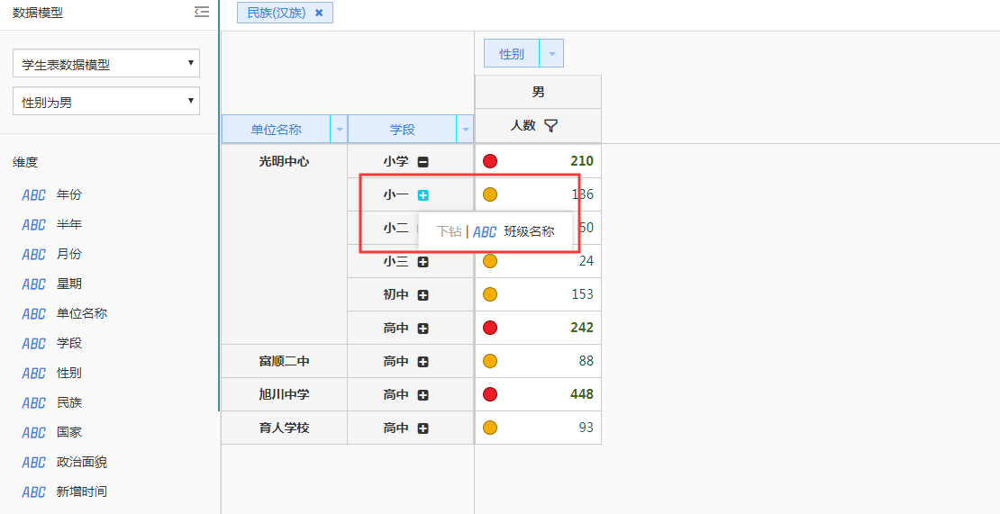 数据模型
民族(汉族) ×
学生表数据模型
性别为男
维度
ABC 年份
ABC 半年
ABC 月份
ABC 星期
ABC 单位名称
ABC 学段
ABC 性别
ABC 民族
ABC 国家
ABC 政治面貌
ABC 新增时间
性别
男
单位名称 学段 人数
光明中心 小学 210
小一 136
小二 50
下钻 | ABC 班级名称
小三 24
初中 153
高中 242
富顺二中 高中 88
旭川中学 高中 448
育人学校 高中 93